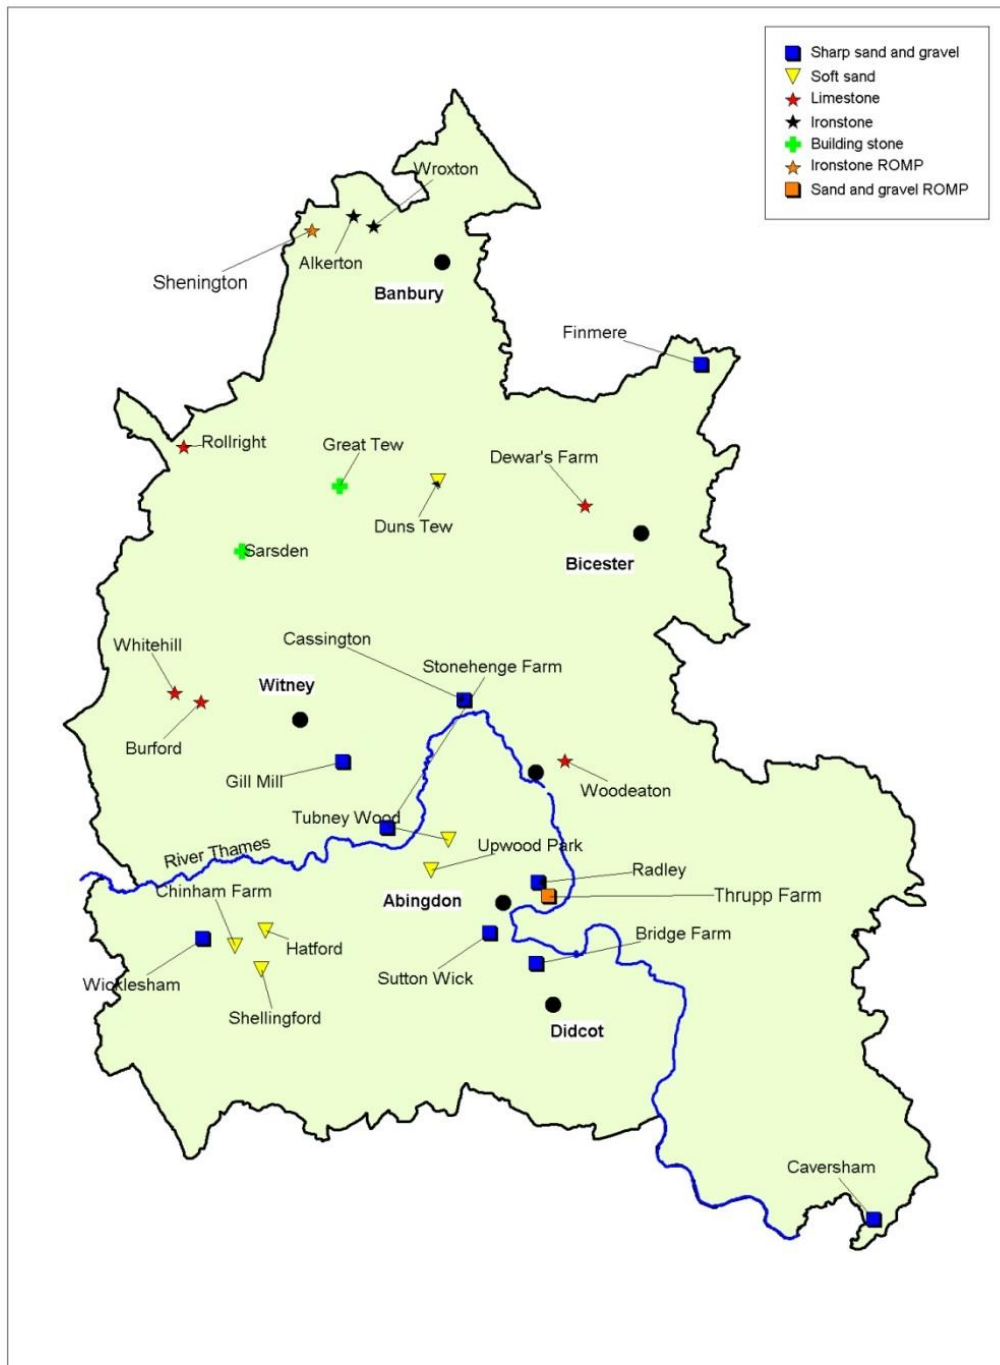 Sharp sand and gravel
Soft sand
Limestone
Ironstone
Building stone
Ironstone ROMP
Sand and gravel ROMP
Wroxton
Alkerton
Shenington
Banbury
Finmere
Rollright
Great Tew
Dewar's Farm
Duns Tew
Sarsden
Bicester
Cassington
Whitehill
Stonehenge Farm
Witney
Burford
Gill Mill
Woodeaton
Tubney Wood
River Thames
Upwood Park
Radley
Chinham Farm
Abingdon
Thrupp Farm
Bridge Farm
Hatford
Sutton Wick
Wicklesham
Shellingford
Didcot
Caversham